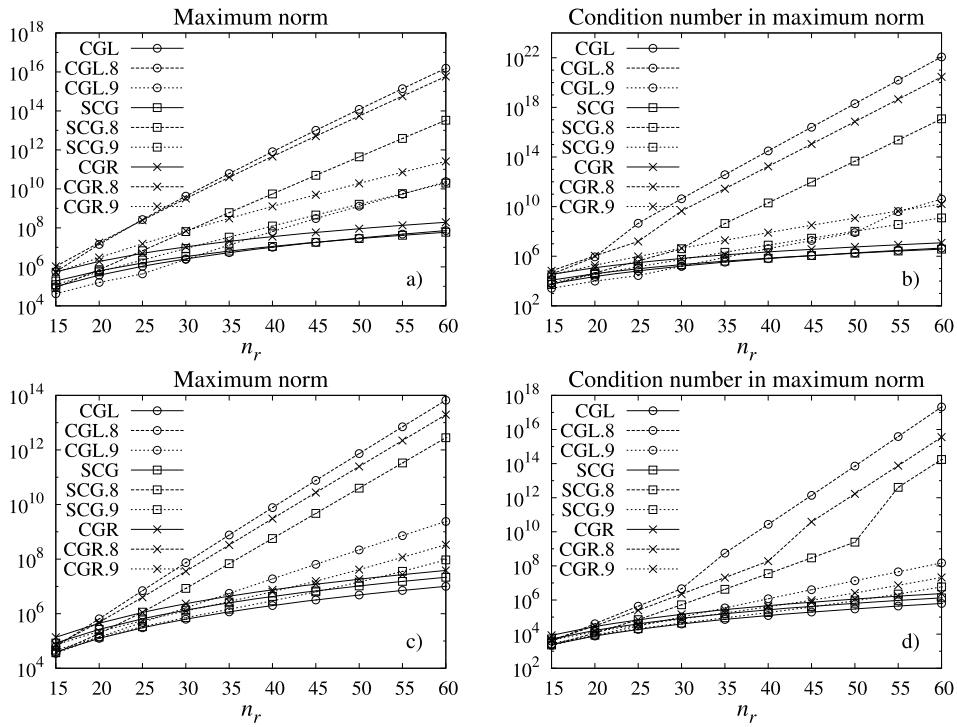 Maximum norm
10^18
10^16
10^14
10^12
10^10
10^8
10^6
10^4
CGL
CGL.8
CGL.9
SCG
SCG.8
SCG.9
CGR
CGR.8
CGR.9
a)
15 20 25 30 35 40 45 50 55 60
n_r
Condition number in maximum norm
10^22
10^18
10^14
10^10
10^6
10^2
CGL
CGL.8
CGL.9
SCG
SCG.8
SCG.9
CGR
CGR.8
CGR.9
b)
15 20 25 30 35 40 45 50 55 60
n_r
Maximum norm
10^14
10^12
10^10
10^8
10^6
10^4
CGL
CGL.8
CGL.9
SCG
SCG.8
SCG.9
CGR
CGR.8
CGR.9
c)
15 20 25 30 35 40 45 50 55 60
n_r
Condition number in maximum norm
10^18
10^16
10^14
10^12
10^10
10^8
10^6
10^4
10^2
CGL
CGL.8
CGL.9
SCG
SCG.8
SCG.9
CGR
CGR.8
CGR.9
d)
15 20 25 30 35 40 45 50 55 60
n_r